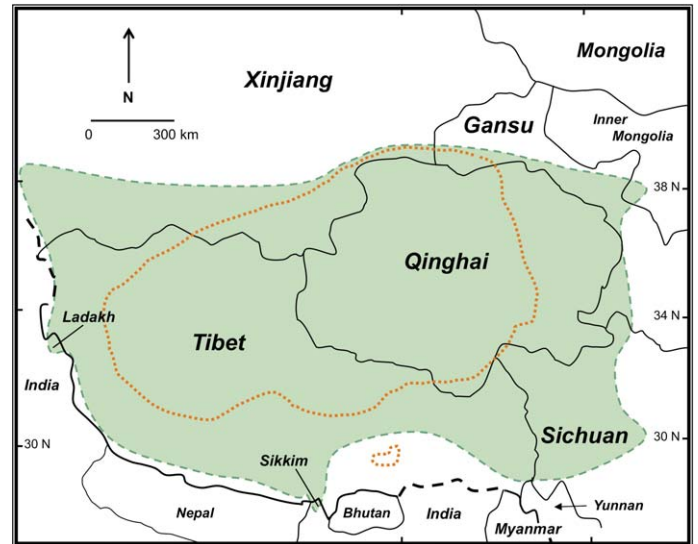 Mongolia
Xinjiang
N
0 300 km
Gansu
Inner
Mongolia
38 N
Qinghai
Ladakh
Tibet
34 N
India
30 N
Sichuan
30 N
Sikkim
Nepal
Bhutan
India
Yunnan
Myanmar